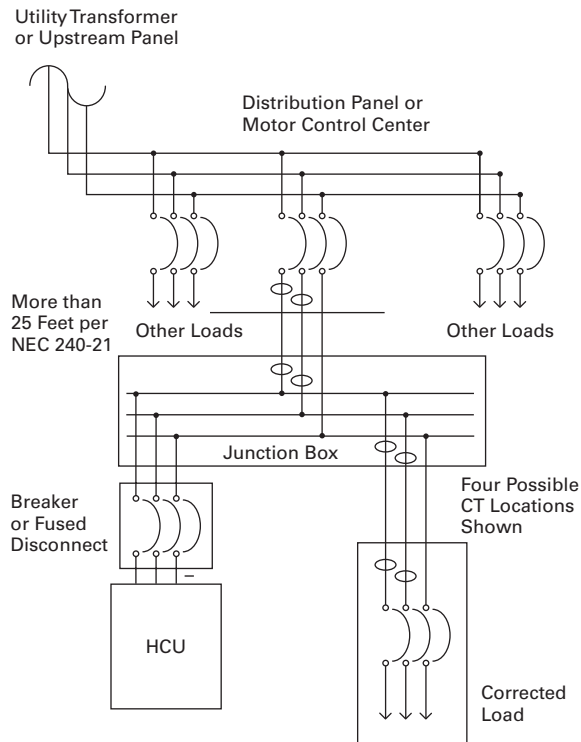 Utility Transformer
or Upstream Panel
Distribution Panel or
Motor Control Center
More than
25 Feet per
NEC 240-21
Other Loads
Other Loads
Junction Box
Four Possible
CT Locations
Shown
Breaker
or Fused
Disconnect
HCU
Corrected
Load